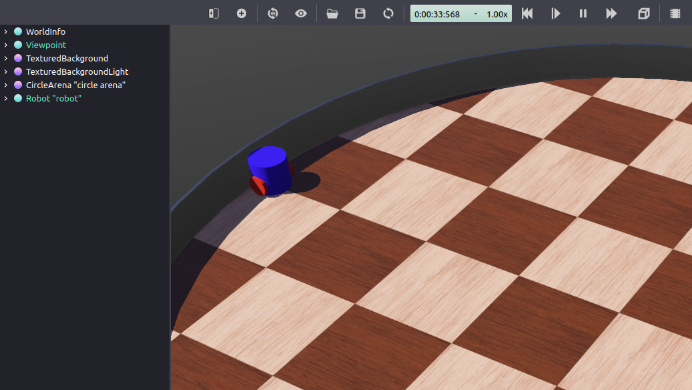 0:00:33:568 - 1.00x
WorldInfo
Viewpoint
TexturedBackground
TexturedBackgroundLight
CircleArena "circle arena"
Robot "robot"